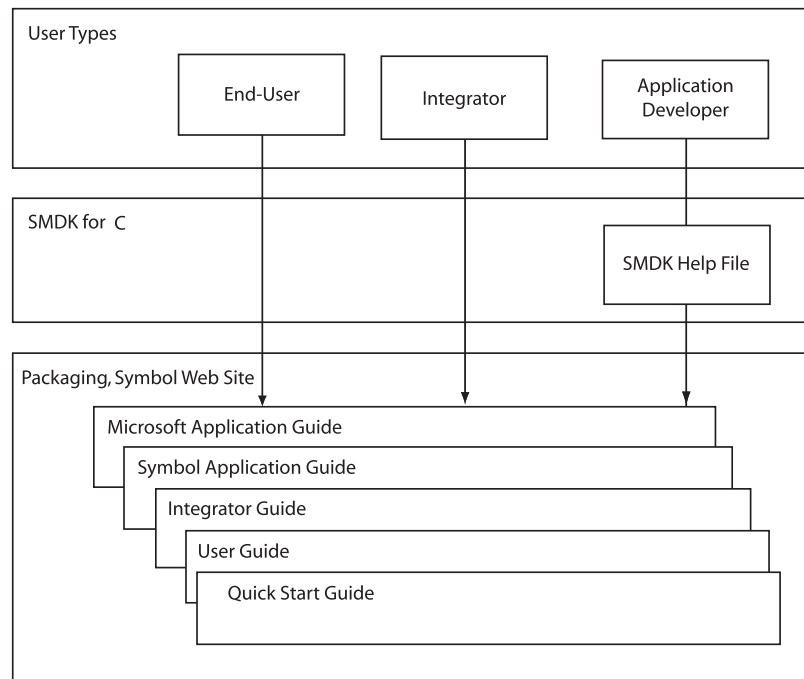 User Types
End-User
Integrator
Application
Developer
SMDK for C
SMDK Help File
Packaging, Symbol Web Site
Microsoft Application Guide
Symbol Application Guide
Integrator Guide
User Guide
Quick Start Guide